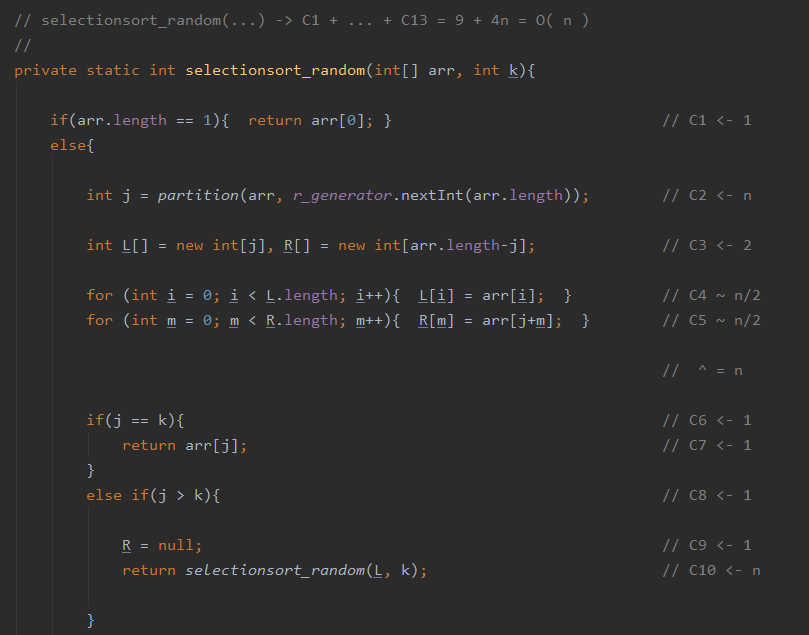 // selectionsort_random(...) -> C1 + ... + C13 = 9 + 4n = O( n )
//
private static int selectionsort_random(int[] arr, int k){
if(arr.length == 1){  return arr[0]; } // C1 <- 1
else{
int j = partition(arr, r_generator.nextInt(arr.length)); // C2 <- n
int L[] = new int[j], R[] = new int[arr.length-j]; // C3 <- 2
for (int i = 0; i < L.length; i++){  L[i] = arr[i];  } // C4 ~ n/2
for (int m = 0; m < R.length; m++){  R[m] = arr[j+m];  } // C5 ~ n/2
//  ^ = n
if(j == k){ // C6 <- 1
return arr[j]; // C7 <- 1
}
else if(j > k){ // C8 <- 1
R = null; // C9 <- 1
return selectionsort_random(L, k); // C10 <- n
}